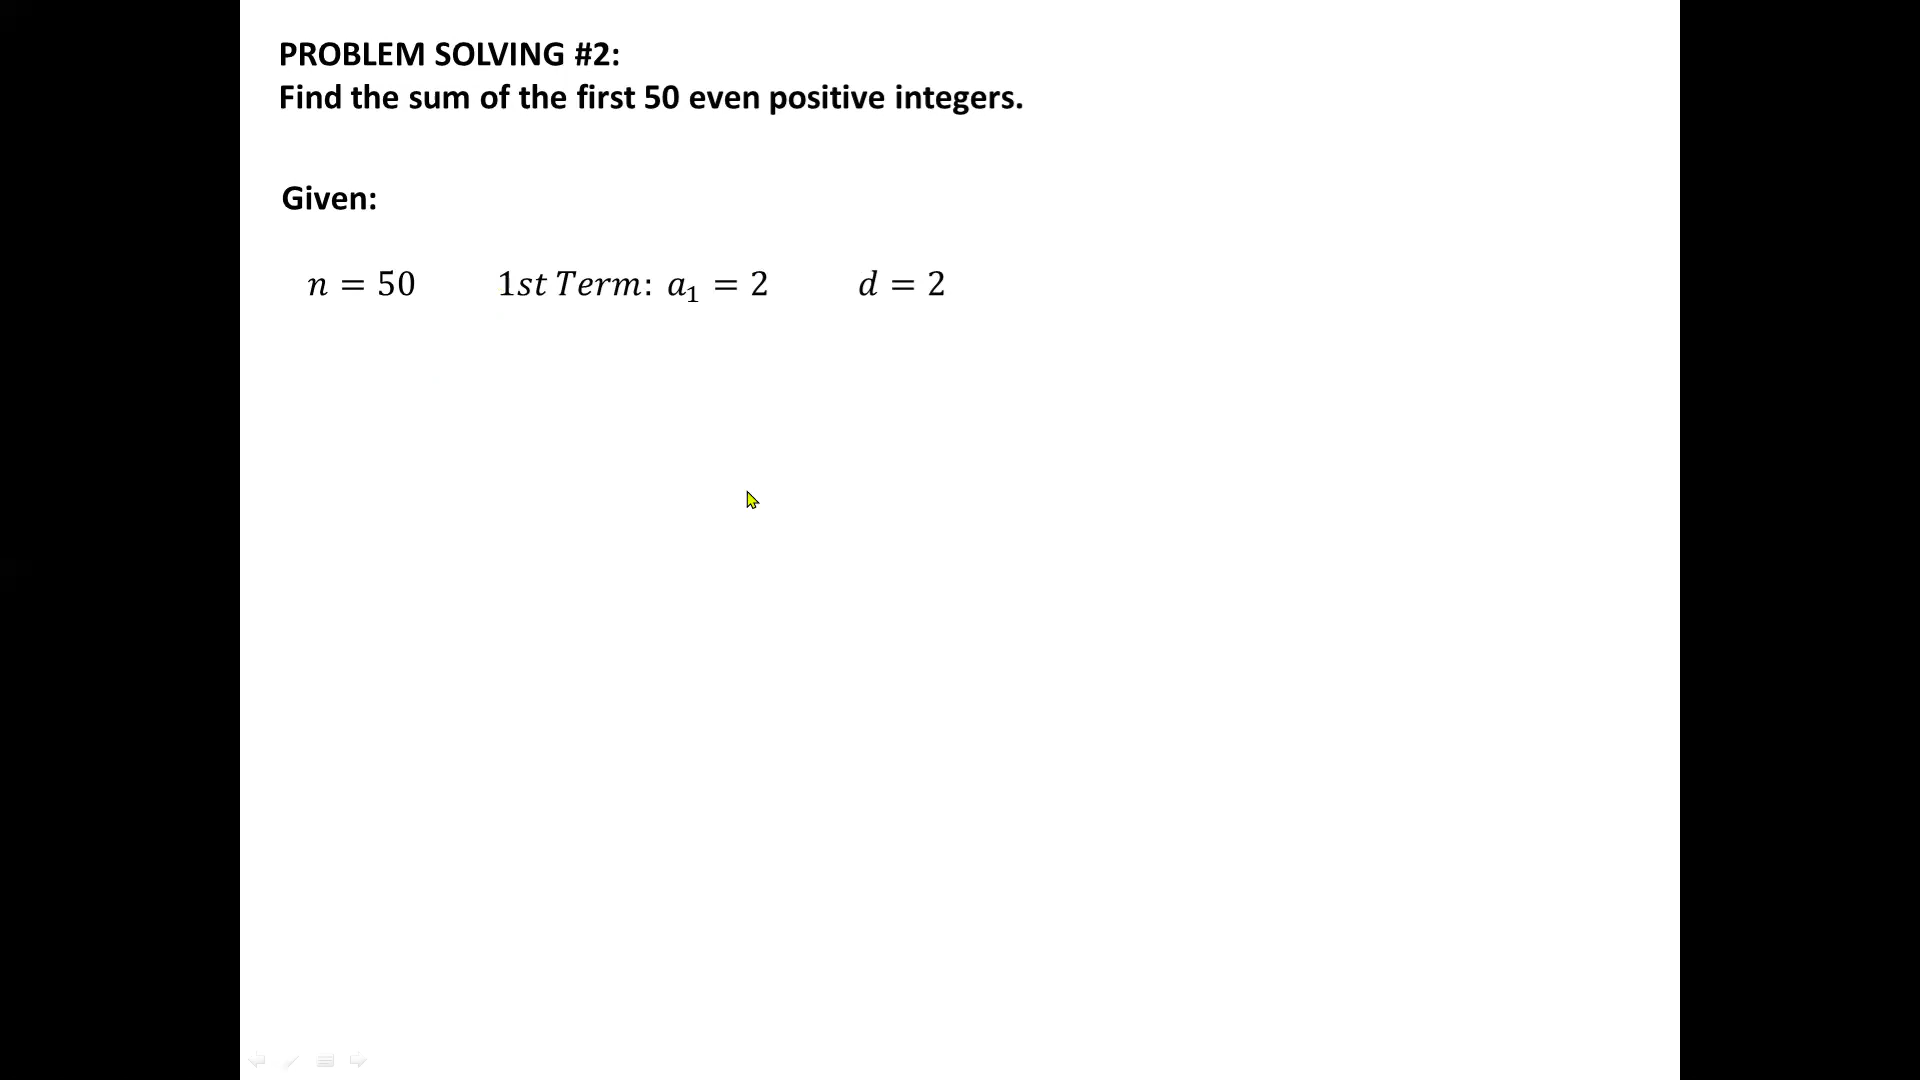 PROBLEM SOLVING #2:
Find the sum of the first 50 even positive integers.
Given:
n = 50 1st Term: a₁ = 2 d = 2